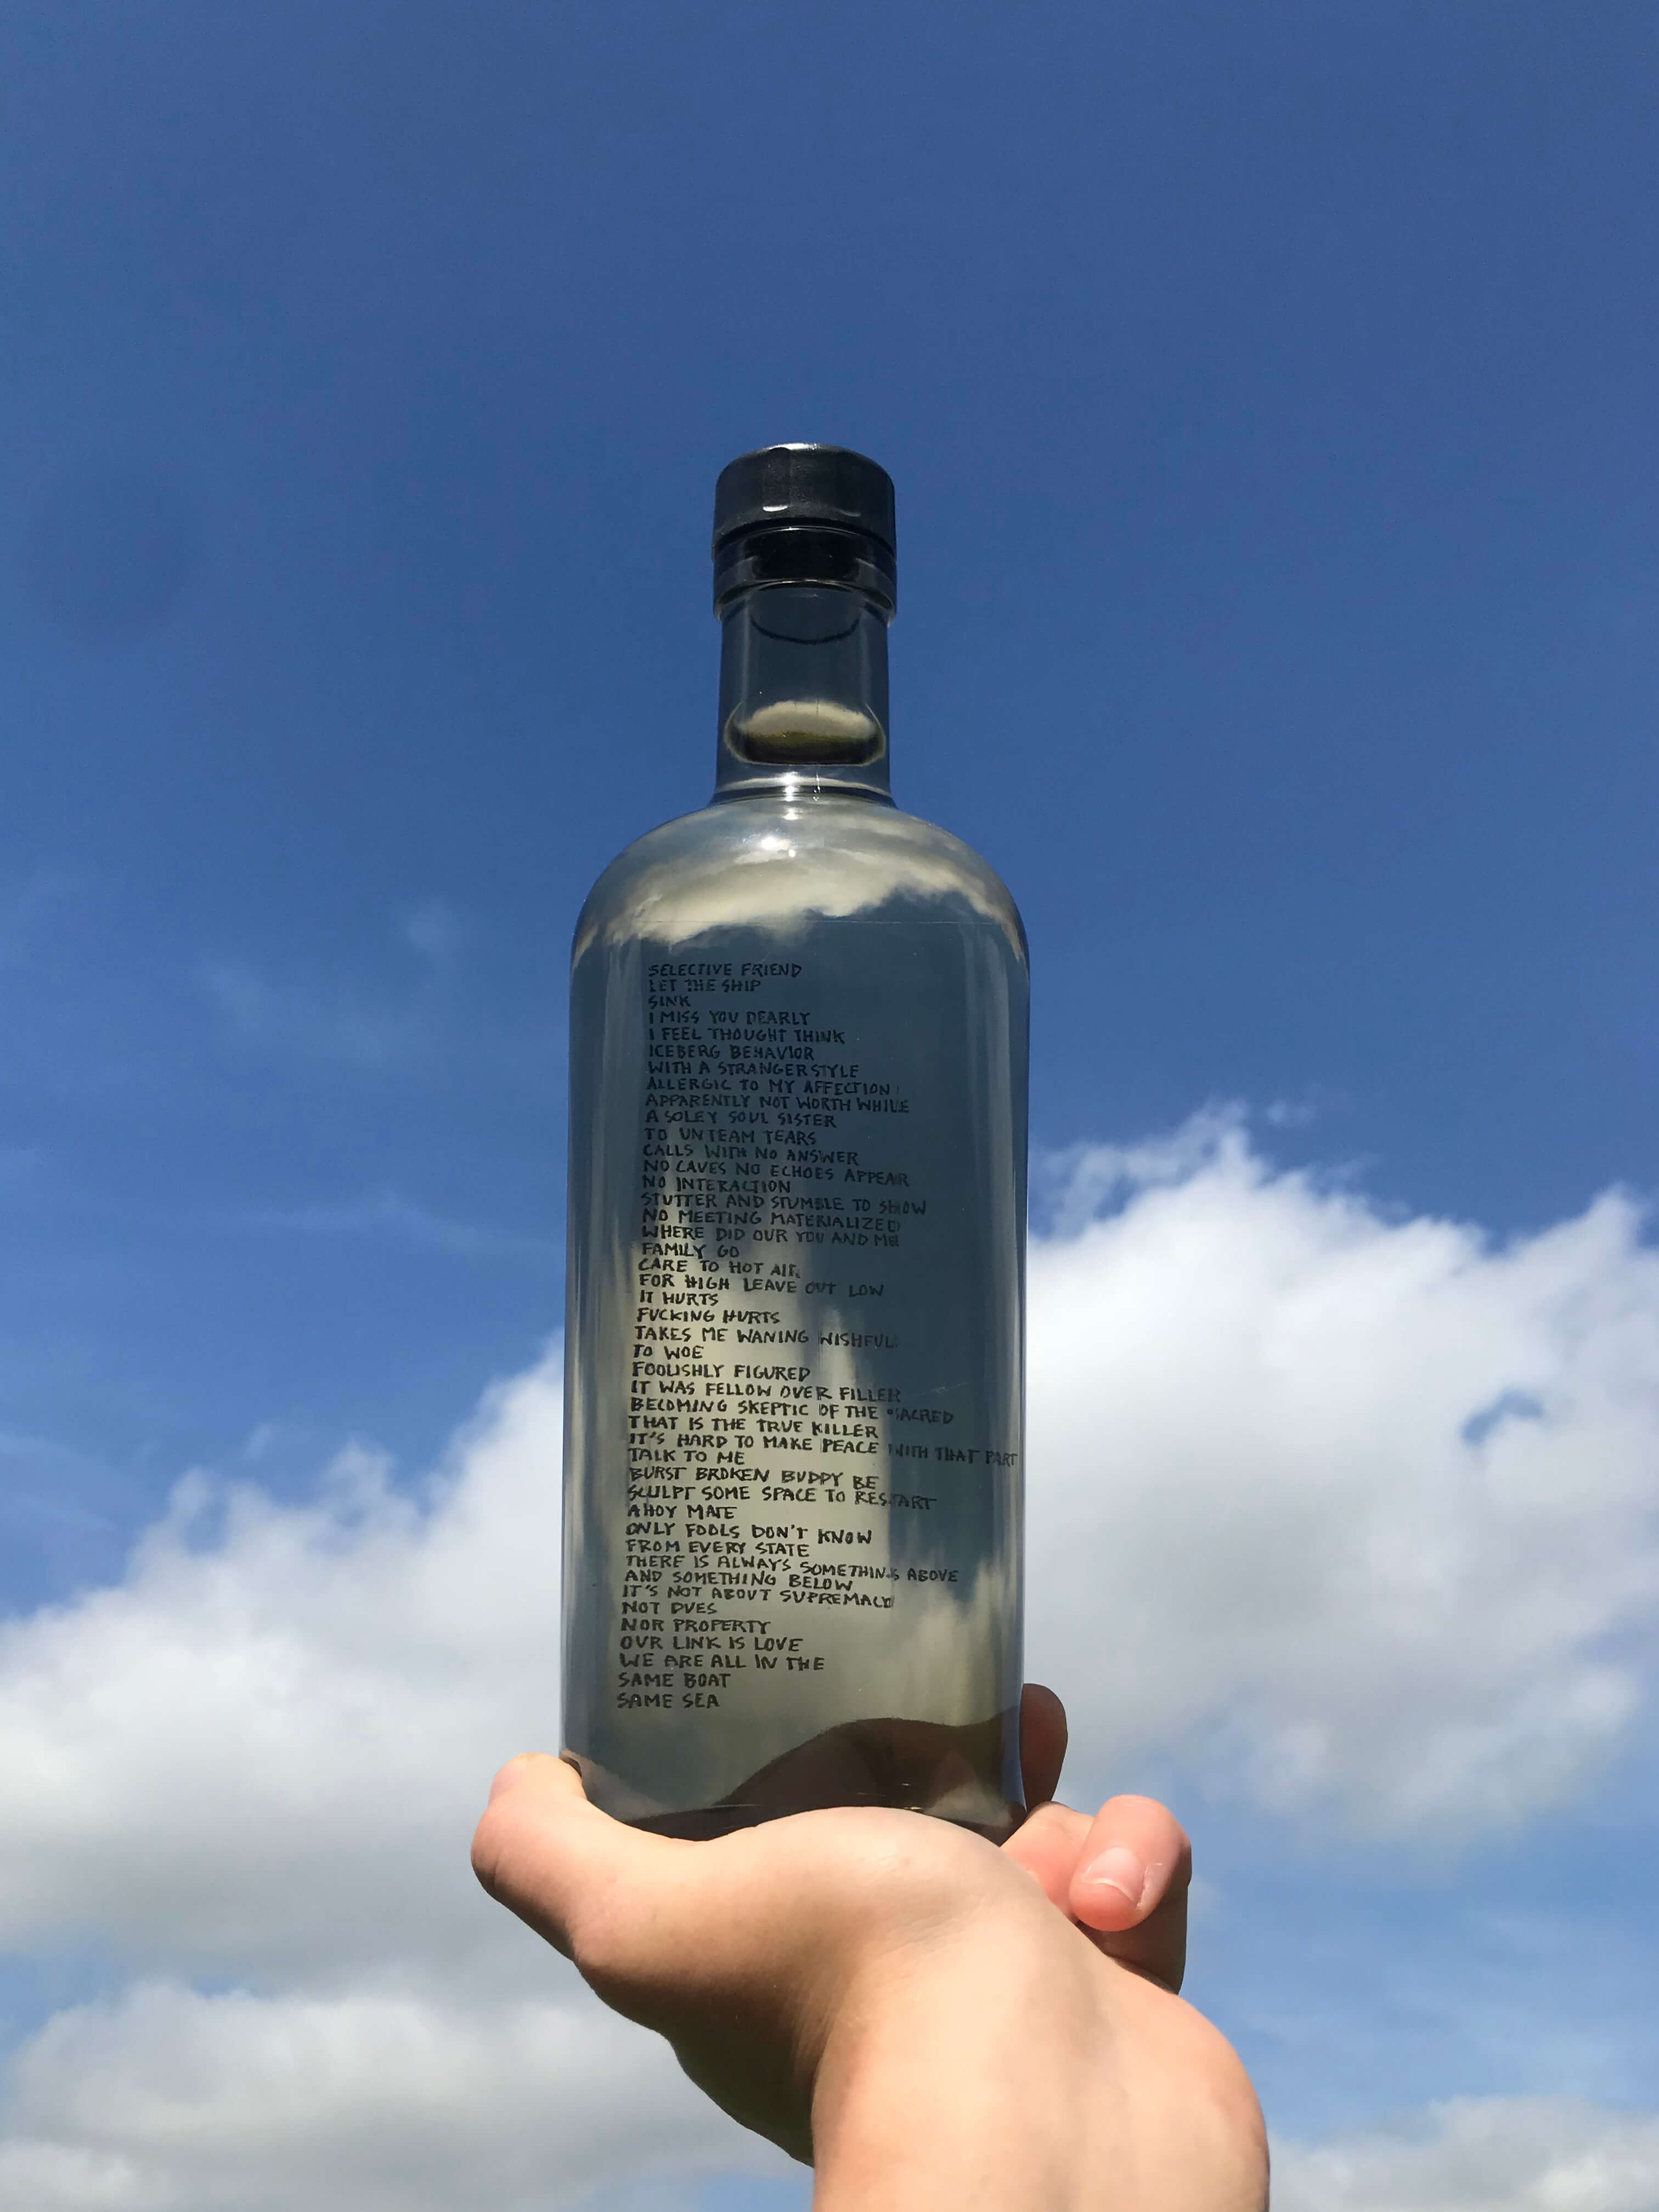 SELECTIVE FRIEND
LET THE SHIP
SINK
I MISS YOU DEARLY
I FEEL THOUGHT THINK
ICEBERG BEHAVIOR
WITH A STRANGER STYLE
ALLERGIC TO MY AFFECTION
APPARENTLY NOT WORTH WHILE
A SOLEY SOUL SISTER
TO UNTEAM TEARS
CALLS WITH NO ANSWER
NO CAVES NO ECHOES APPEAR
NO INTERACTION
STUTTER AND STUMBLE TO SHOW
NO MEETING MATERIALIZED
WHERE DID OUR YOU AND ME
FAMILY GO
CARE TO HOT AIR
FOR HIGH LEAVE OUT LOW
IT HURTS
FUCKING HURTS
TAKES ME WANING WISHFUL
TO WOE
FOOLISHLY FIGURED
IT WAS FELLOW OVER FILLER
BECOMING SKEPTIC OF THE SACRED
THAT IS THE TRUE KILLER
IT'S HARD TO MAKE PEACE WITH THAT PART
TALK TO ME
BURST BROKEN BUDDY BE
SCULPT SOME SPACE TO RESTART
AHOY MATE
ONLY FOOLS DON'T KNOW
FROM EVERY STATE
THERE IS ALWAYS SOMETHING ABOVE
AND SOMETHING BELOW
IT'S NOT ABOUT SUPREMACY
NOT DUES
NOR PROPERTY
OUR LINK IS LOVE
WE ARE ALL IN THE
SAME BOAT
SAME SEA